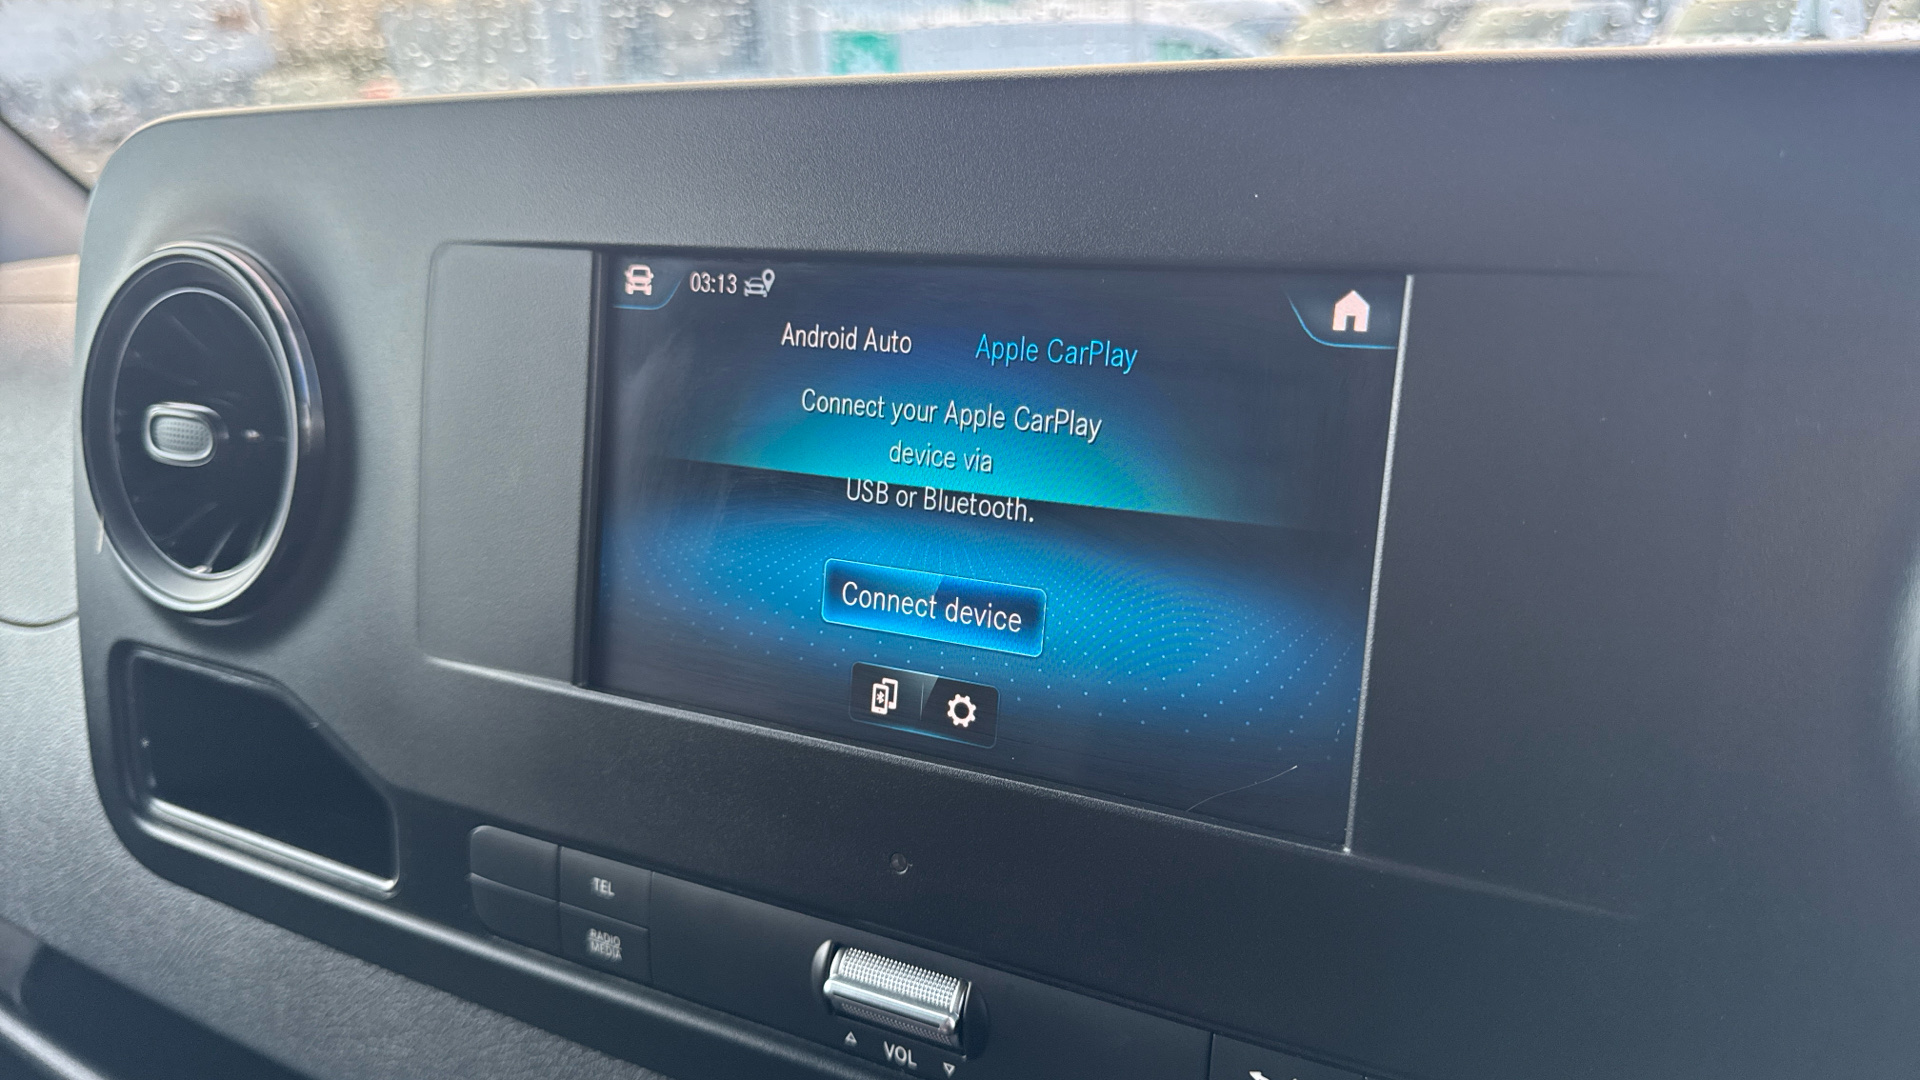 03:13
Android Auto Apple CarPlay
Connect your Apple CarPlay
device via
USB or Bluetooth.
Connect device
TEL
RADIO
MEDIA
VOL